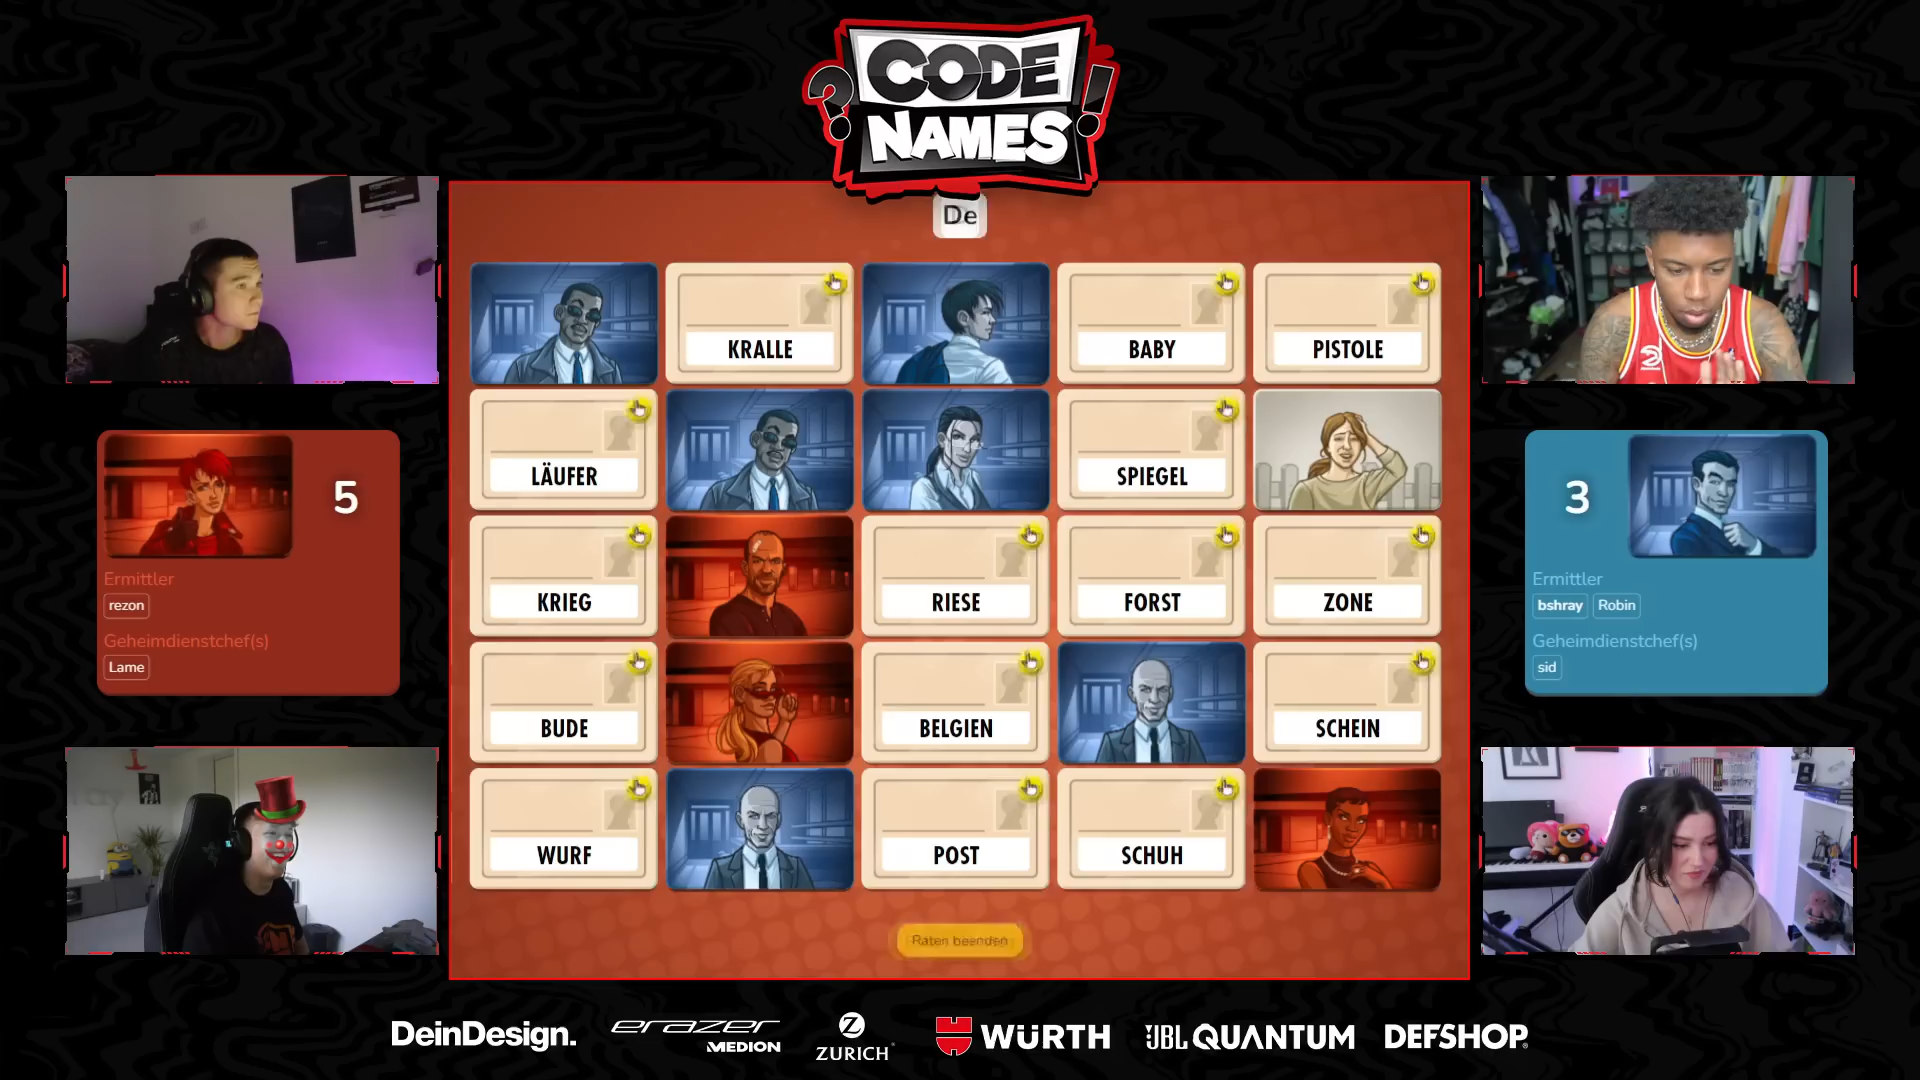 CODE
NAMES
De
KRALLE
BABY
PISTOLE
LÄUFER
SPIEGEL
KRIEG
RIESE
FORST
ZONE
BUDE
BELGIEN
SCHEIN
WURF
POST
SCHUH
Raten beenden
5
Ermittler
rezon
Geheimdienstchef(s)
Lame
3
Ermittler
bshray Robin
Geheimdienstchef(s)
sid
DeinDesign.
erazer
MEDION
Z
ZURICH
WÜRTH
JBL QUANTUM
DEFSHOP